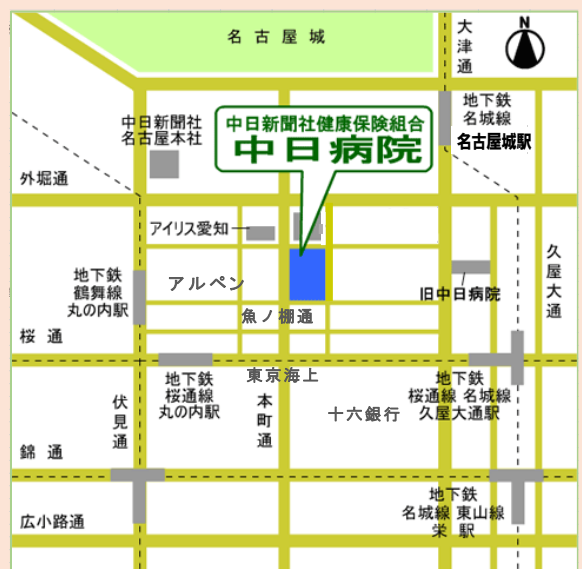 名古屋城
大津通
N
地下鉄
名城線
名古屋城駅
中日新聞社
名古屋本社
中日新聞社健康保険組合
中日病院
外堀通
アイリス愛知
久屋大通
地下鉄
鶴舞線
丸の内駅
アルペン
旧中日病院
魚ノ棚通
桜通
東京海上
地下鉄
桜通線
丸の内駅
地下鉄
桜通線 名城線
久屋大通駅
伏見通
本町通
十六銀行
錦通
地下鉄
名城線 東山線
栄 駅
広小路通